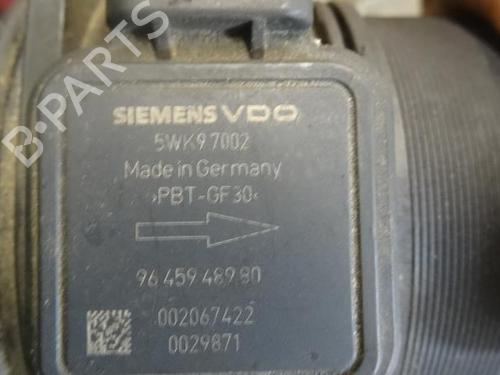 B-PARTS
SIEMENS VDO
5WK9 7002
Made in Germany
>PBT-GF30<
96 459 489 80
002067422
0029871